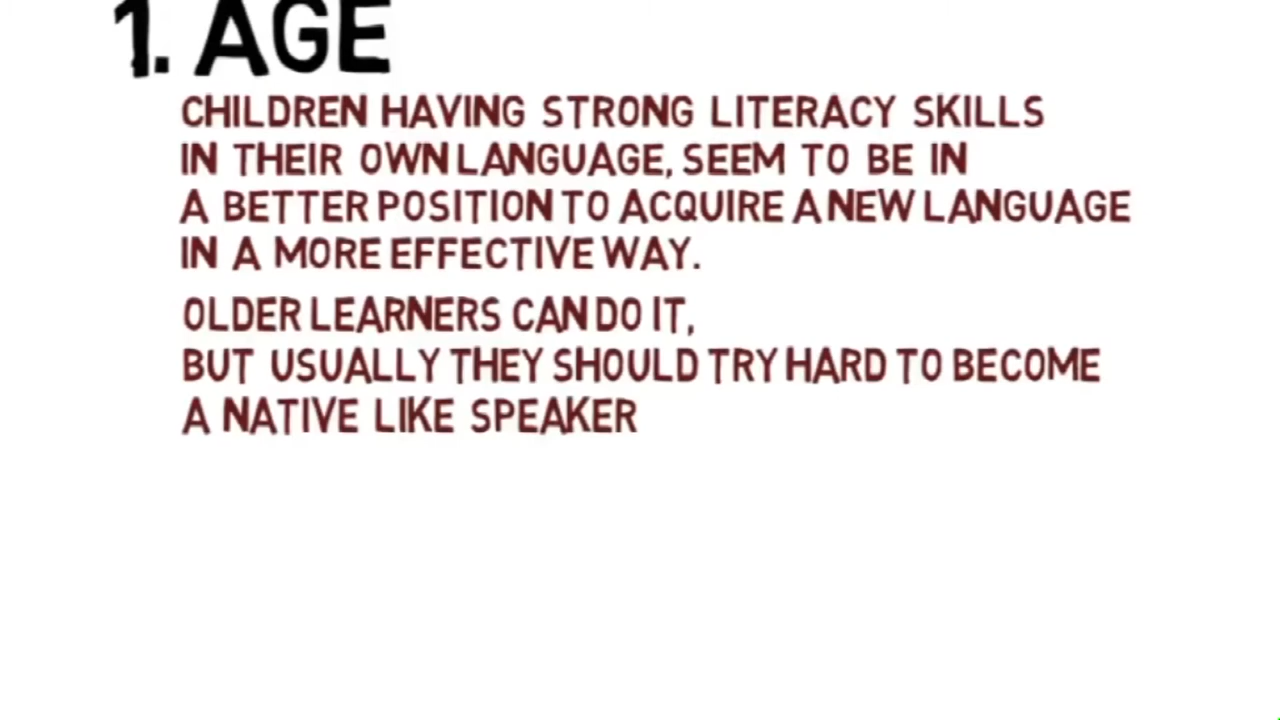 1. AGE
CHILDREN HAVING STRONG LITERACY SKILLS
IN THEIR OWN LANGUAGE, SEEM TO BE IN
A BETTER POSITION TO ACQUIRE A NEW LANGUAGE
IN A MORE EFFECTIVE WAY.
OLDER LEARNERS CAN DO IT,
BUT USUALLY THEY SHOULD TRY HARD TO BECOME
A NATIVE LIKE SPEAKER